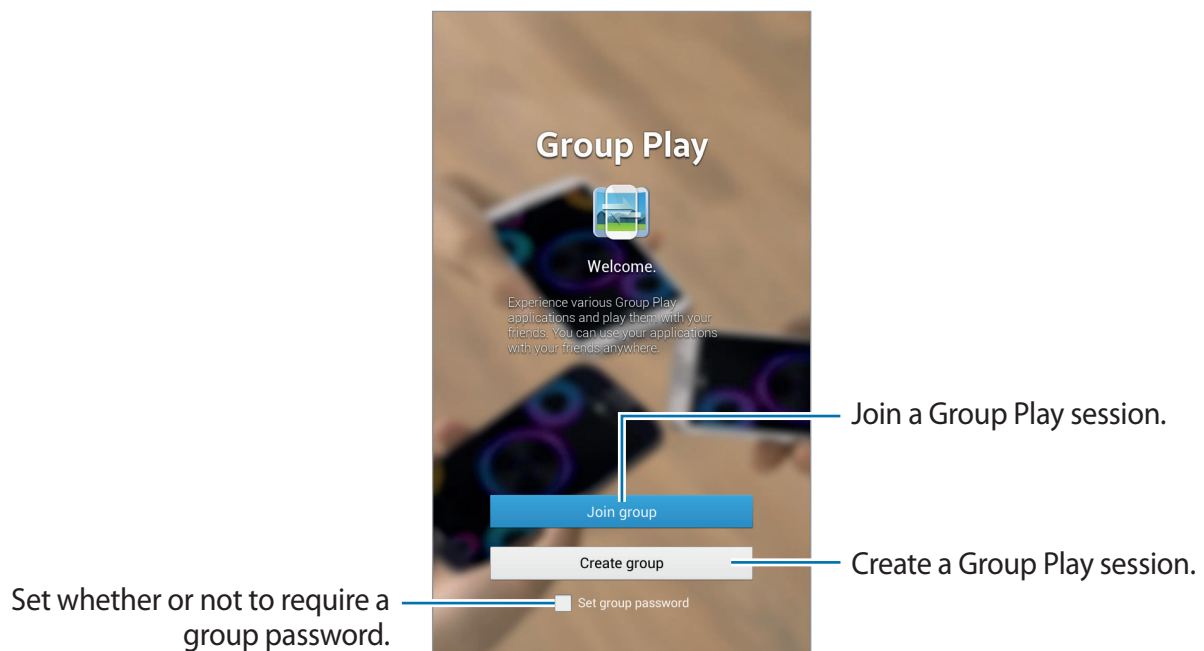 Group Play
Welcome.
Experience various Group Play
applications and play them with your
friends. You can use your applications
with your friends anywhere.
Join a Group Play session.
Join group
Create group
Create a Group Play session.
Set whether or not to require a
group password.
Set group password